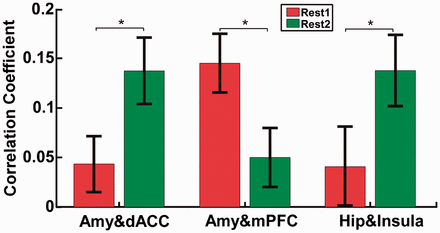 0.2
0.15
0.1
0.05
0
Correlation Coefficient
*
*
*
Rest1
Rest2
Amy&dACC
Amy&mPFC
Hip&Insula